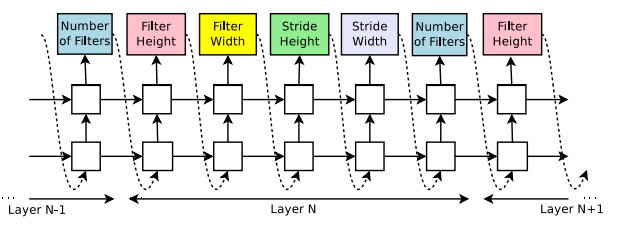 Number
of Filters
Filter
Height
Filter
Width
Stride
Height
Stride
Width
Number
of Filters
Filter
Height
...
Layer N-1
Layer N
...
Layer N+1